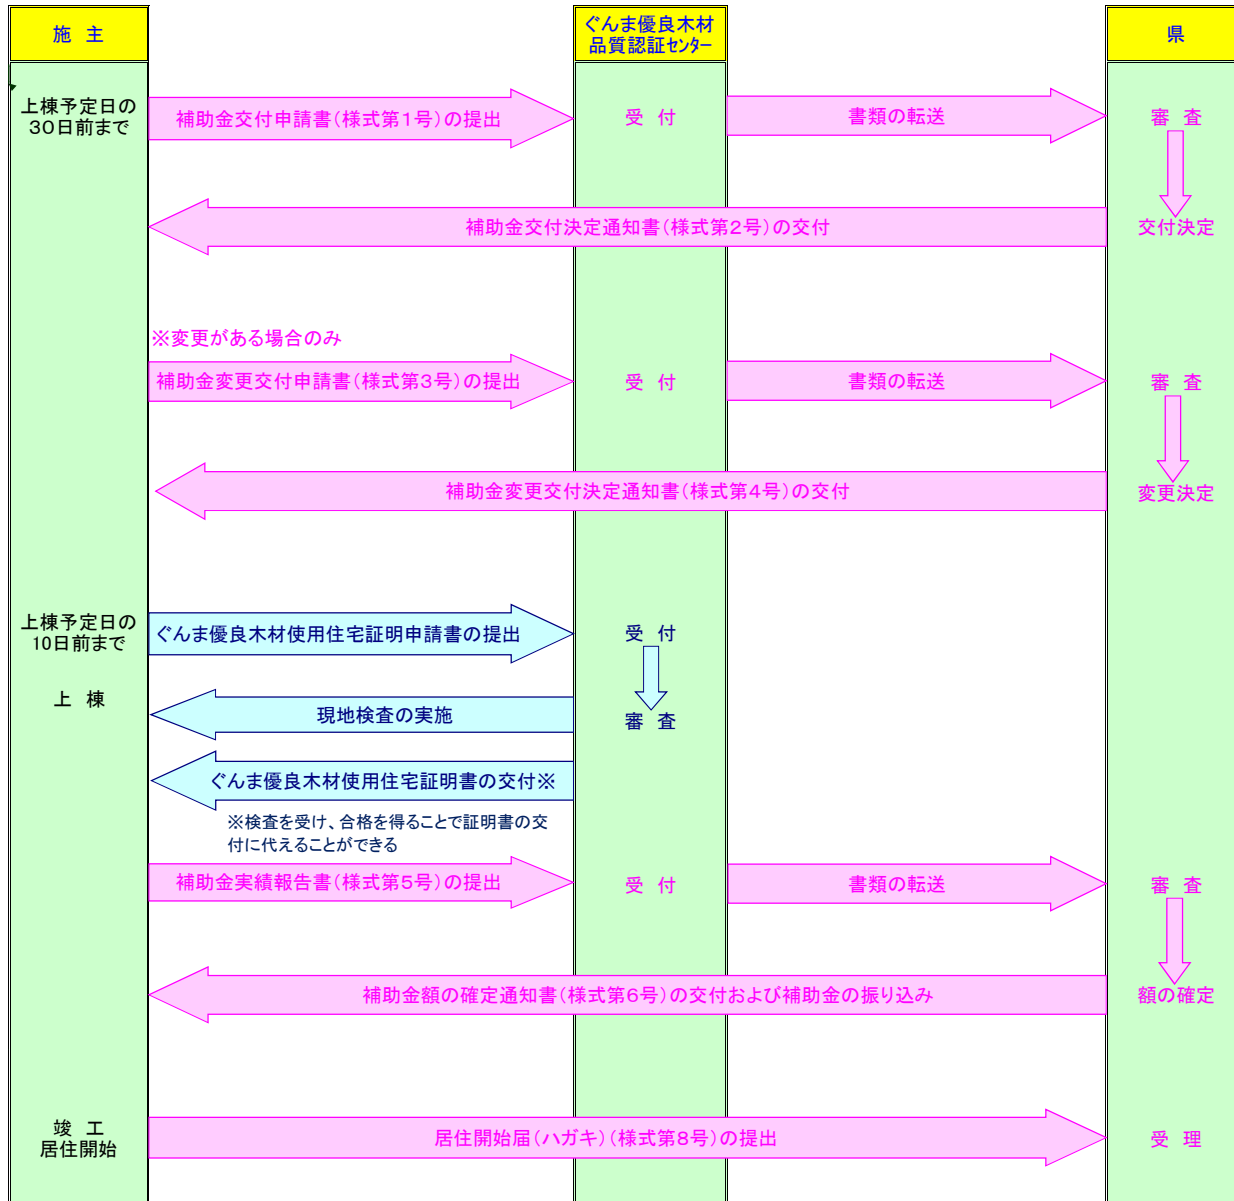 施 主
ぐんま優良木材
品質認証センター
県
上棟予定日の
30日前まで
補助金交付申請書(様式第1号)の提出
受 付
書類の転送
審 査
補助金交付決定通知書(様式第2号)の交付
交付決定
※変更がある場合のみ
補助金変更交付申請書(様式第3号)の提出
受 付
書類の転送
審 査
補助金変更交付決定通知書(様式第4号)の交付
変更決定
上棟予定日の
10日前まで
ぐんま優良木材使用住宅証明申請書の提出
受 付
上 棟
現地検査の実施
審 査
ぐんま優良木材使用住宅証明書の交付※
※検査を受け、合格を得ることで証明書の交
付に代えることができる
補助金実績報告書(様式第5号)の提出
受 付
書類の転送
審 査
補助金額の確定通知書(様式第6号)の交付および補助金の振り込み
額の確定
竣 工
居住開始
居住開始届(ハガキ)(様式第8号)の提出
受 理